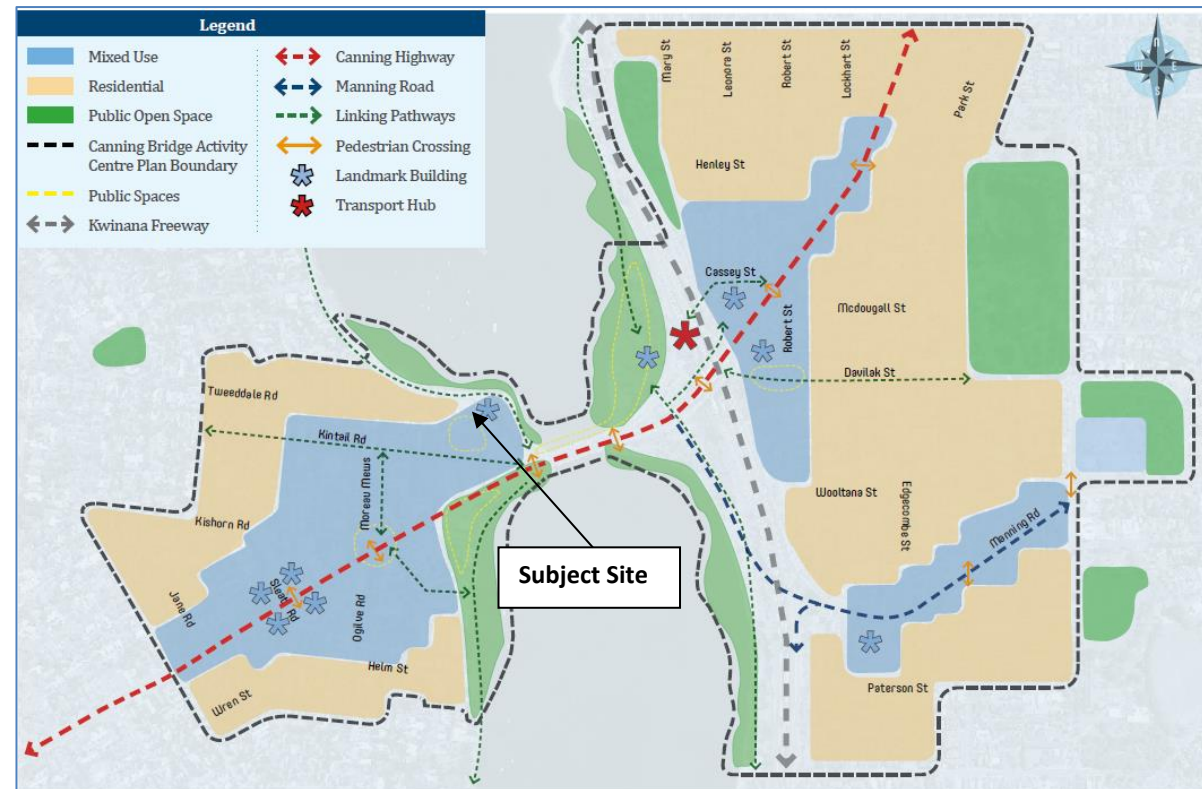 Legend
Mixed Use
Residential
Public Open Space
Canning Bridge Activity
Centre Plan Boundary
Public Spaces
Kwinana Freeway
Canning Highway
Manning Road
Linking Pathways
Pedestrian Crossing
Landmark Building
Transport Hub
N
W
E
S
Mary St
Leonora St
Robert St
Lockhart St
Park St
Henley St
Cassey St
Robert St
Mcdougall St
Davilak St
Tweeddale Rd
Kintail Rd
Moreau Mews
Kishorn Rd
Wooltana St
Edgecombe St
Manning Rd
Subject Site
Jane Rd
Sleat Rd
Ogilve Rd
Helm St
Wren St
Paterson St